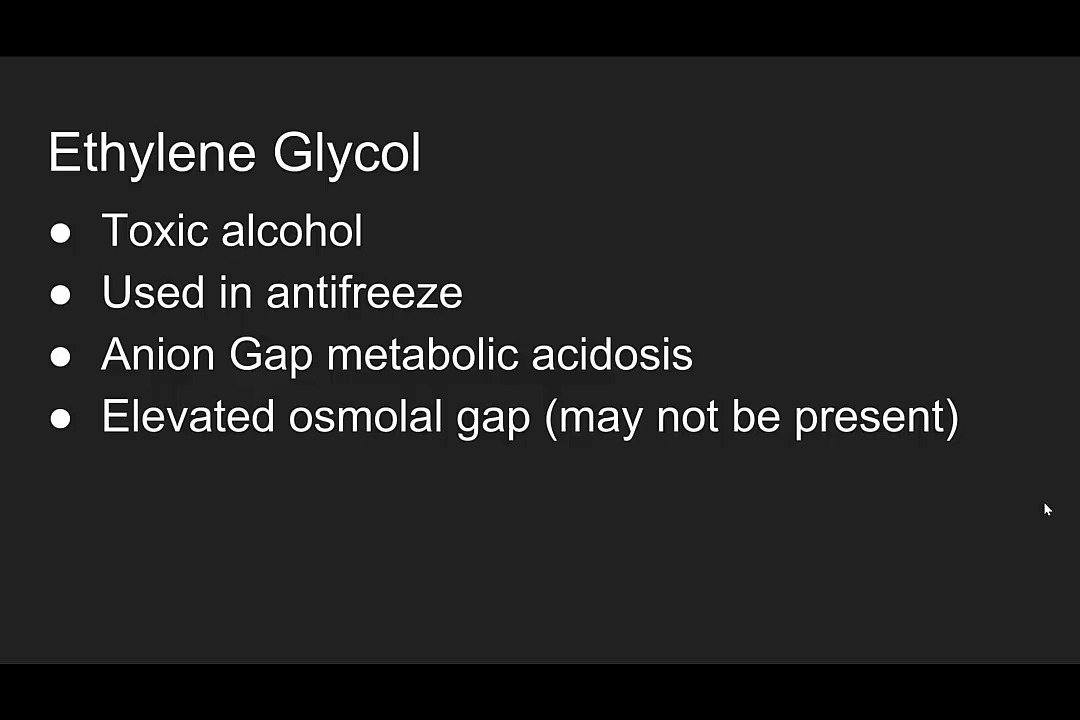 Ethylene Glycol
● Toxic alcohol
● Used in antifreeze
● Anion Gap metabolic acidosis
● Elevated osmolal gap (may not be present)